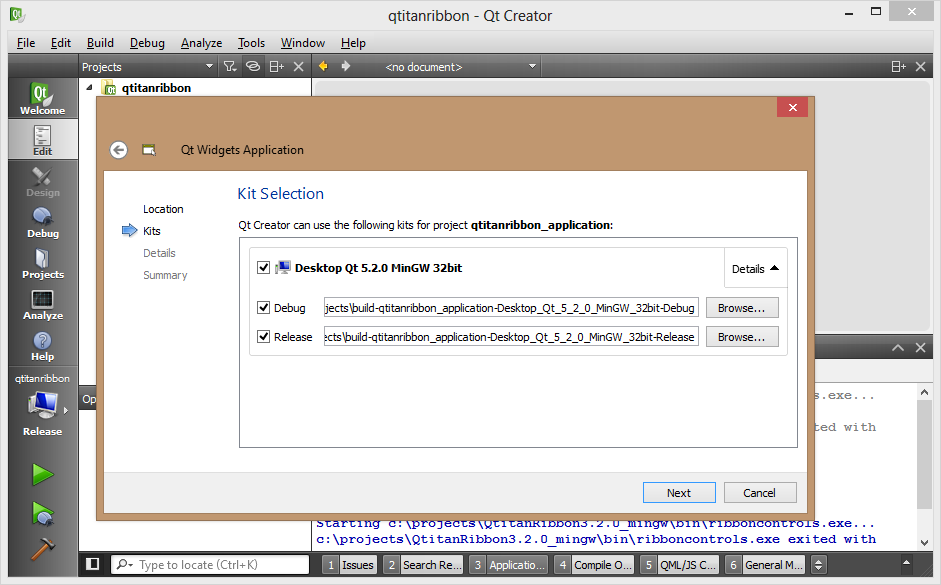 qtitanribbon - Qt Creator
File Edit Build Debug Analyze Tools Window Help
Projects <no document>
qtitanribbon
Welcome
Edit
Design
Debug
Projects
Analyze
Help
qtitanribbon
Release
Qt Widgets Application
Location
Kits
Details
Summary
Kit Selection
Qt Creator can use the following kits for project qtitanribbon_application:
Desktop Qt 5.2.0 MinGW 32bit Details
Debug jects\build-qtitanribbon_application-Desktop_Qt_5_2_0_MinGW_32bit-Debug Browse...
Release ects\build-qtitanribbon_application-Desktop_Qt_5_2_0_MinGW_32bit-Release Browse...
Next Cancel
Op
s.exe...
ted with
Starting c:\projects\QtitanRibbon3.2.0_mingw\bin\ribboncontrols.exe...
c:\projects\QtitanRibbon3.2.0_mingw\bin\ribboncontrols.exe exited with
Type to locate (Ctrl+K) 1 Issues 2 Search Re... 3 Applicatio... 4 Compile O... 5 QML/JS C... 6 General M...